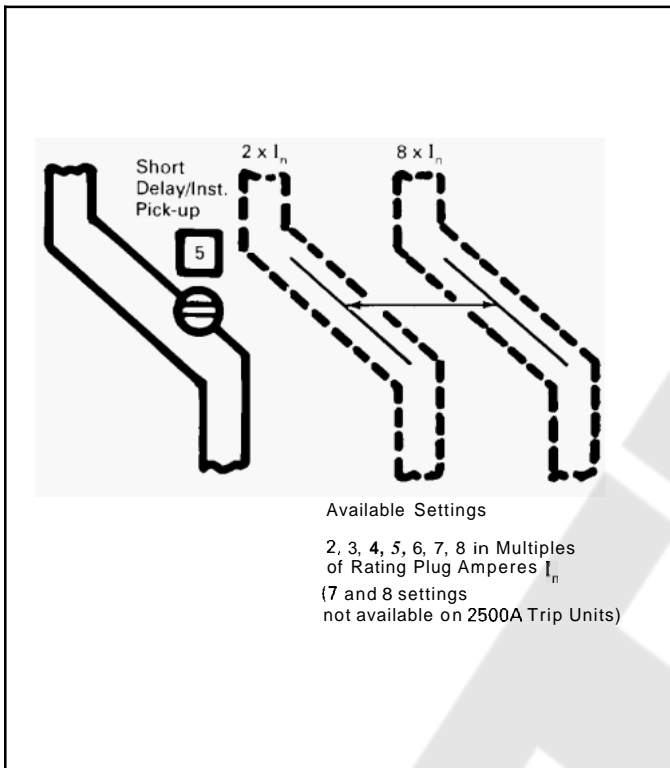 Short
Delay/Inst.
Pick-up
5
2 x In
8 x In
Available Settings
2, 3, 4, 5, 6, 7, 8 in Multiples
of Rating Plug Amperes In
(7 and 8 settings
not available on 2500A Trip Units)